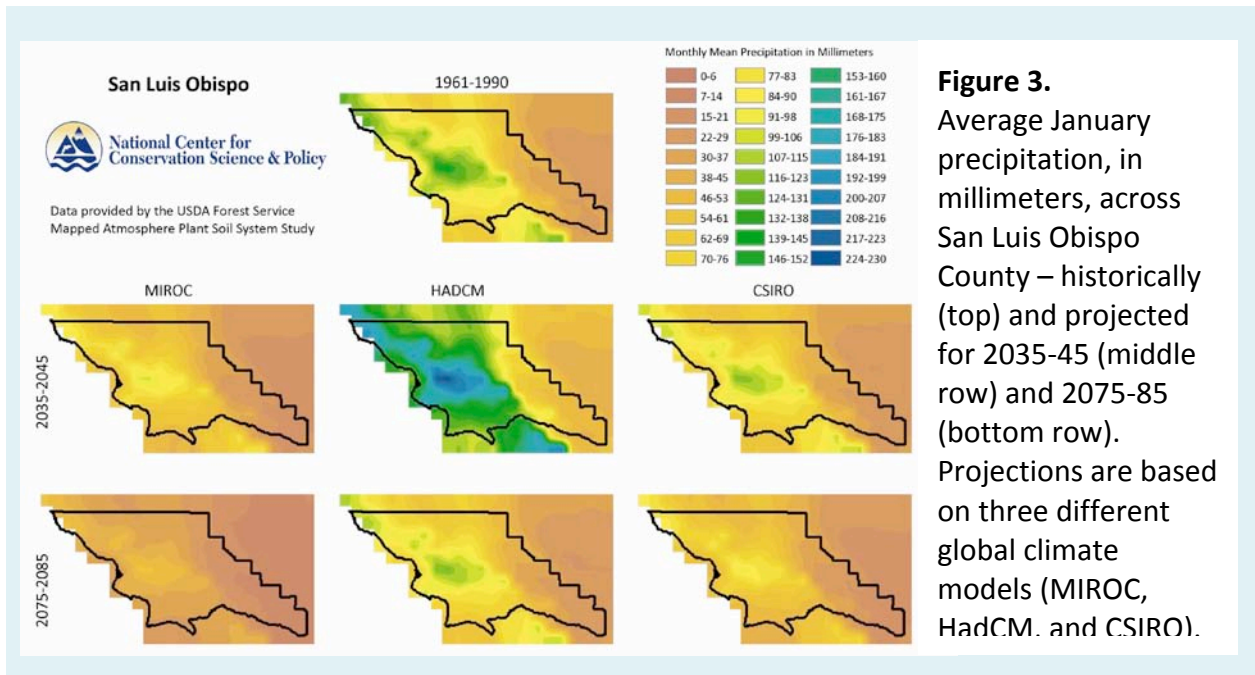 San Luis Obispo
National Center for
Conservation Science & Policy
Data provided by the USDA Forest Service
Mapped Atmosphere Plant Soil System Study
1961-1990
Monthly Mean Precipitation in Millimeters
0-6
7-14
15-21
22-29
30-37
38-45
46-53
54-61
62-69
70-76
77-83
84-90
91-98
99-106
107-115
116-123
124-131
132-138
139-145
146-152
153-160
161-167
168-175
176-183
184-191
192-199
200-207
208-216
217-223
224-230
MIROC
HADCM
CSIRO
2035-2045
2075-2085
Figure 3.
Average January
precipitation, in
millimeters, across
San Luis Obispo
County – historically
(top) and projected
for 2035-45 (middle
row) and 2075-85
(bottom row).
Projections are based
on three different
global climate
models (MIROC,
HadCM, and CSIRO).